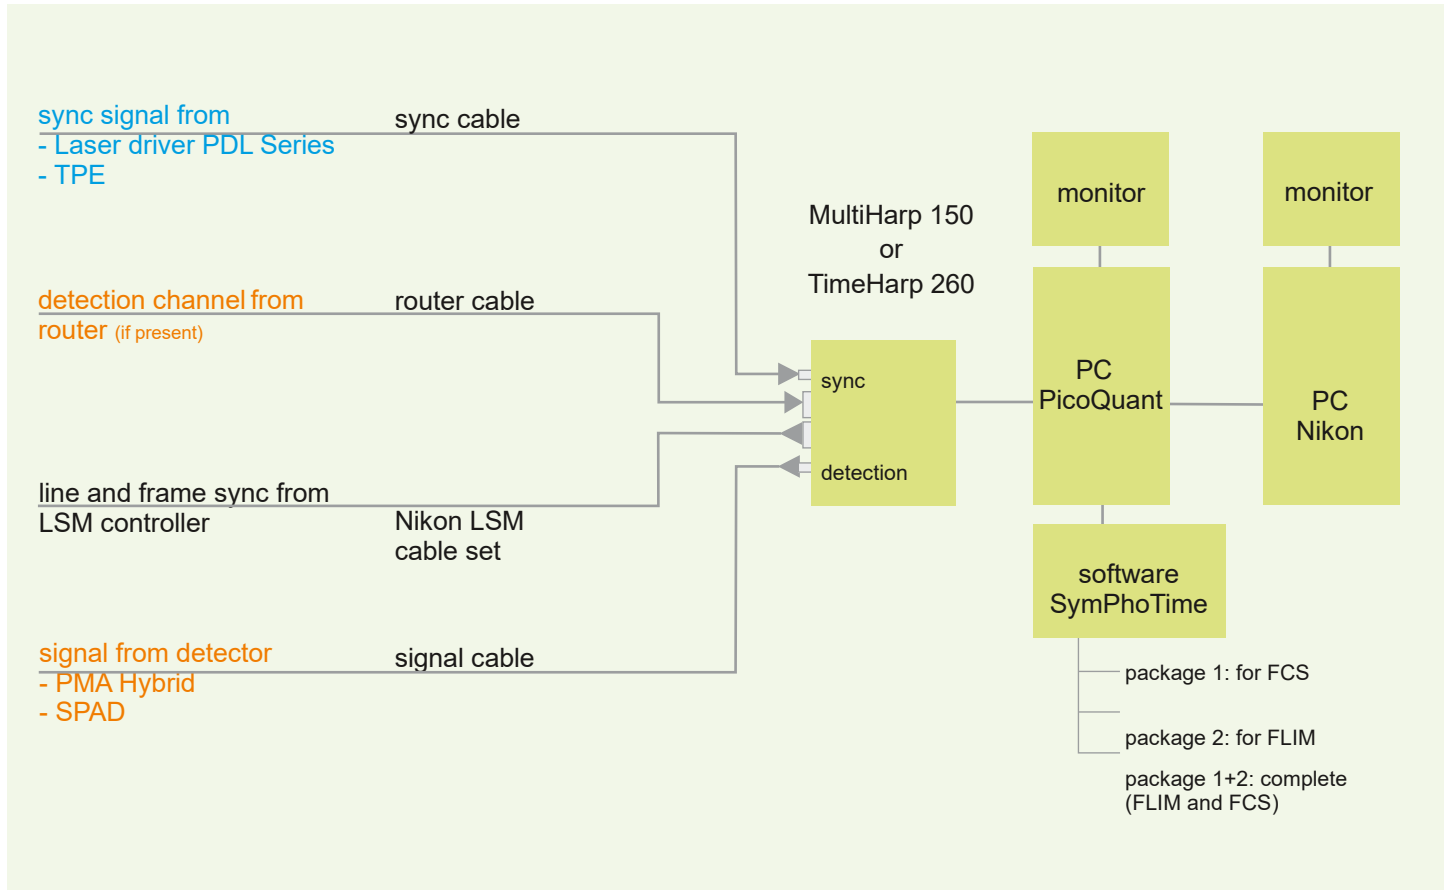 sync signal from
- Laser driver PDL Series
- TPE
sync cable
detection channel from
router (if present)
router cable
line and frame sync from
LSM controller
Nikon LSM
cable set
signal from detector
- PMA Hybrid
- SPAD
signal cable
MultiHarp 150
or
TimeHarp 260
sync
detection
monitor
monitor
PC
PicoQuant
PC
Nikon
software
SymPhoTime
package 1: for FCS
package 2: for FLIM
package 1+2: complete
(FLIM and FCS)